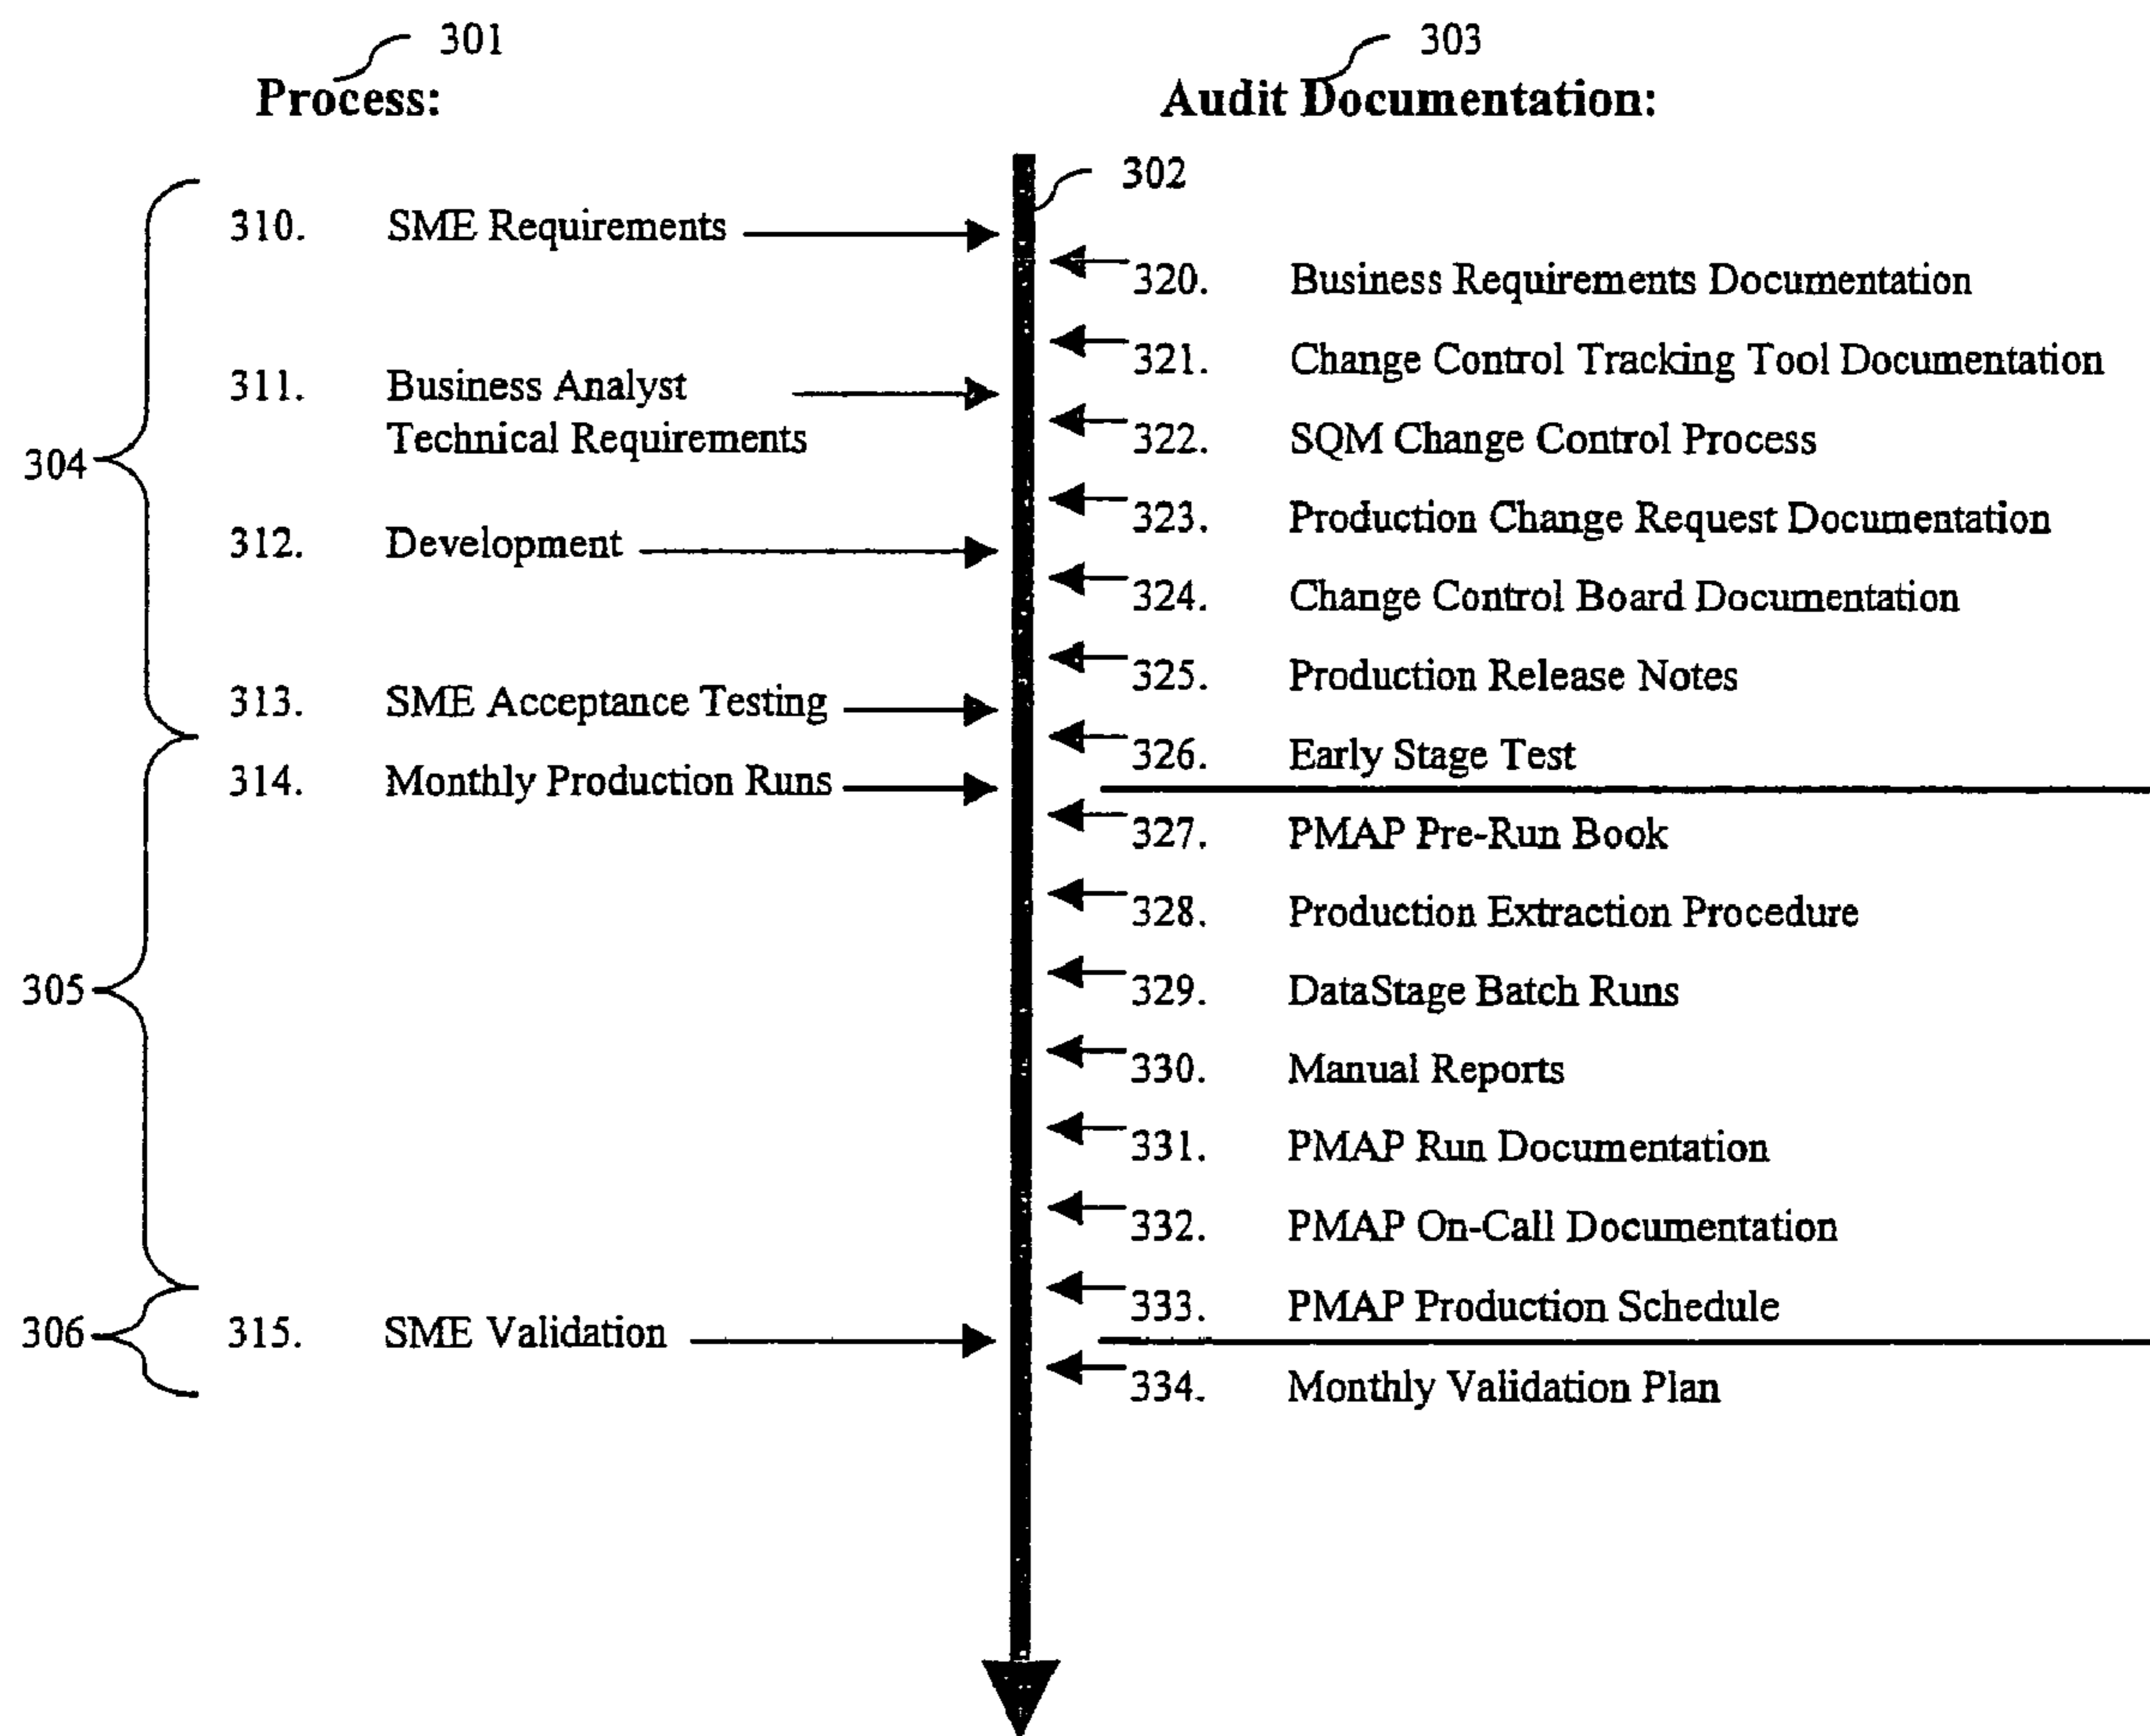 301
303
Process:
Audit Documentation:
302
310. SME Requirements
320. Business Requirements Documentation
321. Change Control Tracking Tool Documentation
311. Business Analyst
Technical Requirements
322. SQM Change Control Process
304
323. Production Change Request Documentation
312. Development
324. Change Control Board Documentation
325. Production Release Notes
313. SME Acceptance Testing
326. Early Stage Test
314. Monthly Production Runs
327. PMAP Pre-Run Book
328. Production Extraction Procedure
305
329. DataStage Batch Runs
330. Manual Reports
331. PMAP Run Documentation
332. PMAP On-Call Documentation
333. PMAP Production Schedule
306
315. SME Validation
334. Monthly Validation Plan